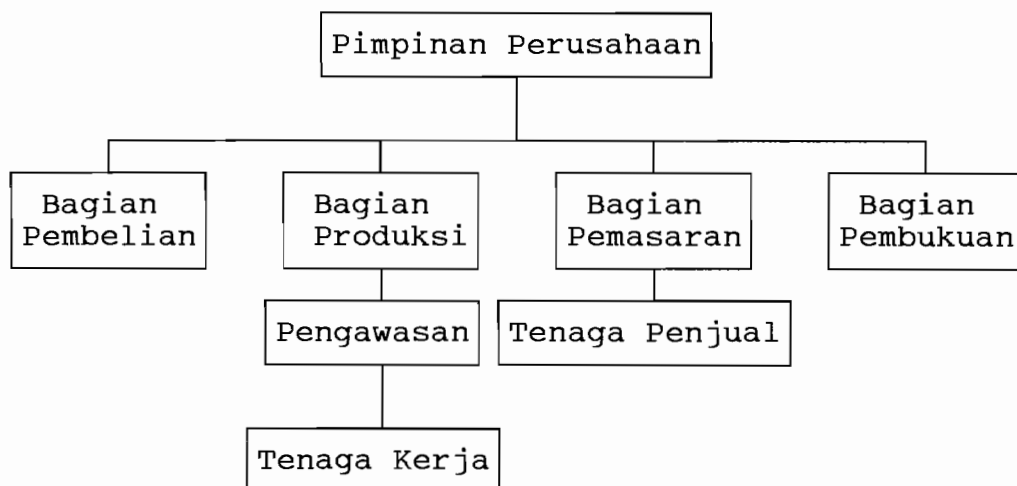 Pimpinan Perusahaan
Bagian
Pembelian
Bagian
Produksi
Bagian
Pemasaran
Bagian
Pembukuan
Pengawasan
Tenaga Penjual
Tenaga Kerja